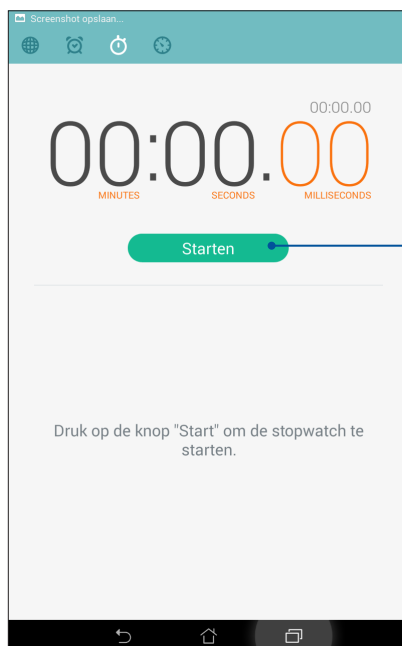 Screenshot opslaan...
00:00.00
00:00.00
MINUTES SECONDS MILLISECONDS
Starten
Druk op de knop "Start" om de stopwatch te
starten.